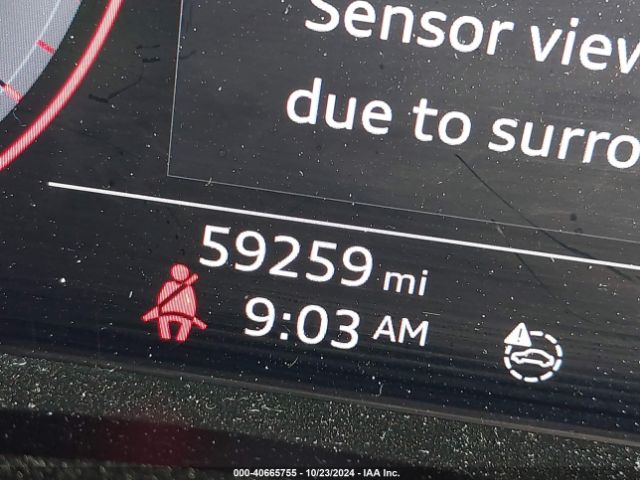 Sensor view
due to surro
59259 mi
9:03 AM
000-40665755 - 10/23/2024 - IAA Inc.